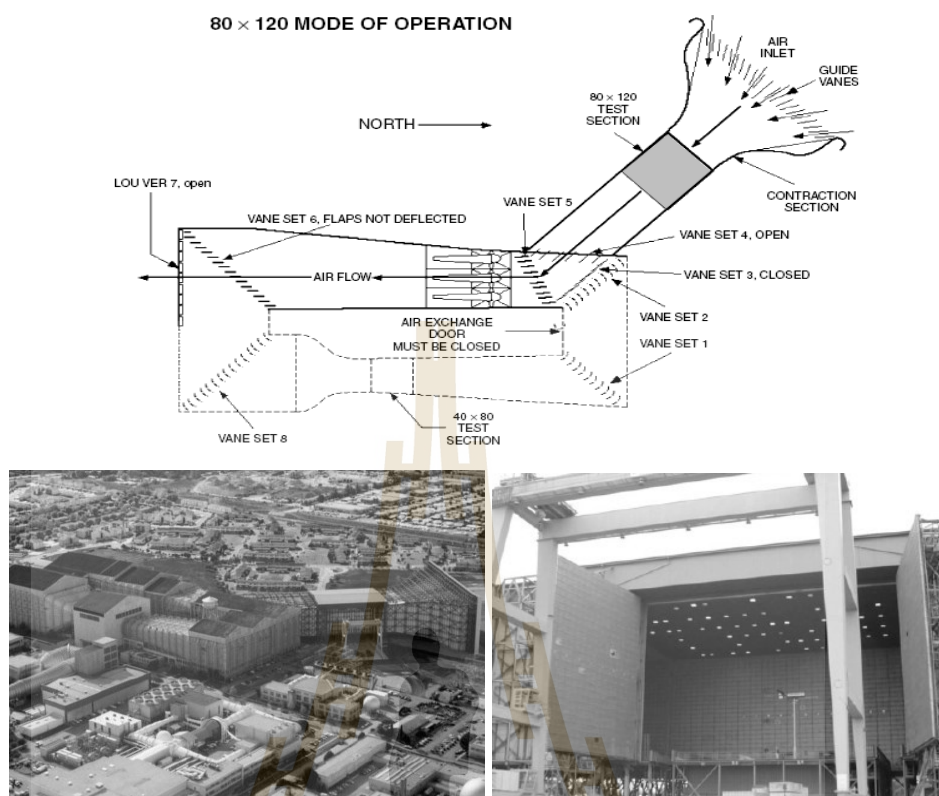 80 × 120 MODE OF OPERATION
AIR
INLET
GUIDE
VANES
80 × 120
TEST
SECTION
NORTH
LOU VER 7, open
VANE SET 5
CONTRACTION
SECTION
VANE SET 6, FLAPS NOT DEFLECTED
VANE SET 4, OPEN
AIR FLOW
VANE SET 3, CLOSED
VANE SET 2
AIR EXCHANGE
DOOR
MUST BE CLOSED
VANE SET 1
40 × 80
TEST
SECTION
VANE SET 8